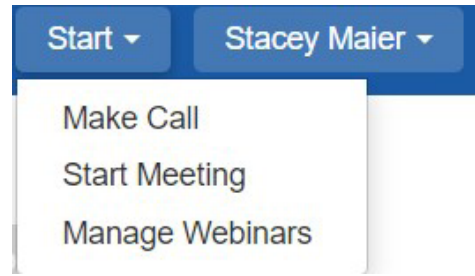 Start Stacey Maier
Make Call
Start Meeting
Manage Webinars